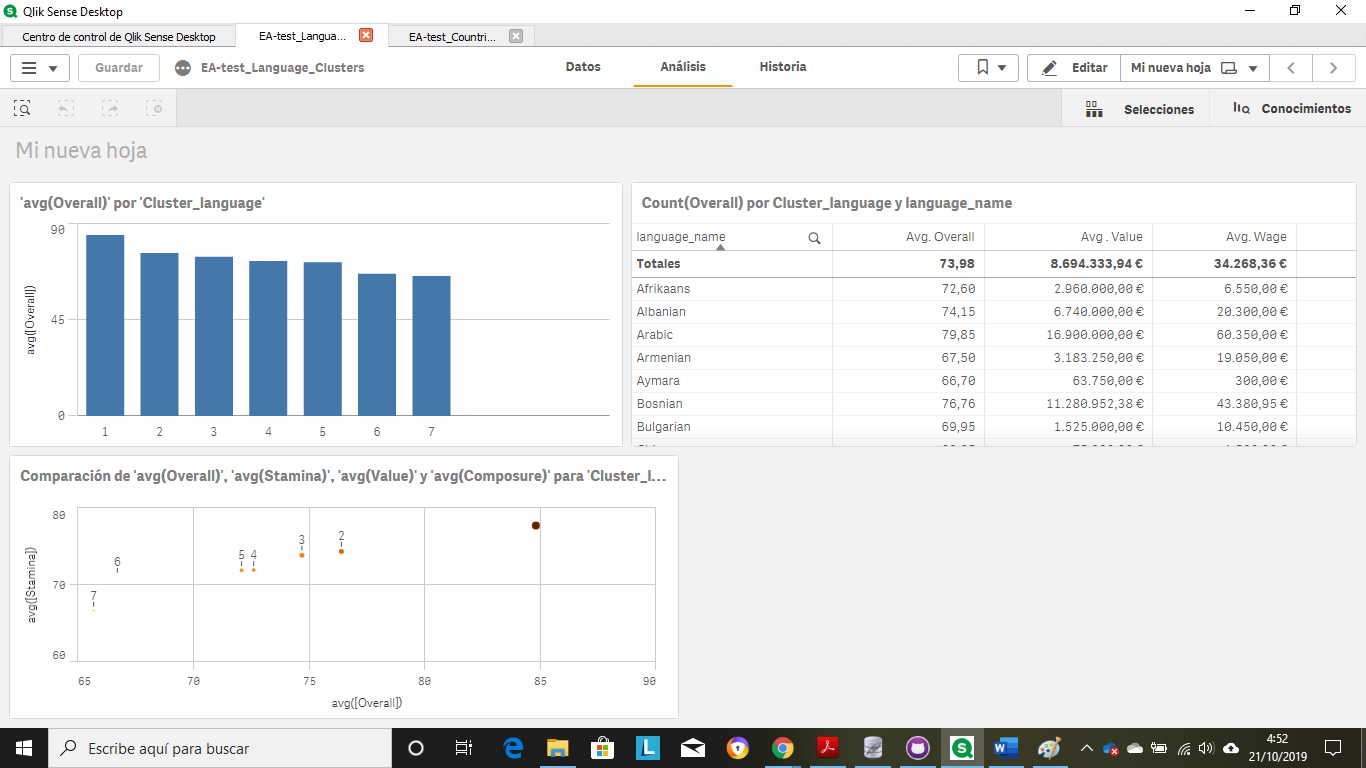 Qlik Sense Desktop
Centro de control de Qlik Sense Desktop
EA-test_Langua...
EA-test_Countri...
Guardar
EA-test_Language_Clusters
Datos
Análisis
Historia
Editar
Mi nueva hoja
Selecciones
Conocimientos
Mi nueva hoja
'avg(Overall)' por 'Cluster_language'
90
45
0
avg([Overall])
1 2 3 4 5 6 7
Count(Overall) por Cluster_language y language_name
language_name Avg. Overall Avg . Value Avg. Wage
Totales 73,98 8.694.333,94 € 34.268,36 €
Afrikaans 72,60 2.960.000,00 € 6.550,00 €
Albanian 74,15 6.740.000,00 € 20.300,00 €
Arabic 79,85 16.900.000,00 € 60.350,00 €
Armenian 67,50 3.183.250,00 € 19.050,00 €
Aymara 66,70 63.750,00 € 300,00 €
Bosnian 76,76 11.280.952,38 € 43.380,95 €
Bulgarian 69,95 1.525.000,00 € 10.450,00 €
Comparación de 'avg(Overall)', 'avg(Stamina)', 'avg(Value)' y 'avg(Composure)' para 'Cluster_l...
80
70
60
avg([Stamina])
7 6 5 4 3 2
65 70 75 80 85 90
avg([Overall])
Escribe aquí para buscar
4:52
21/10/2019